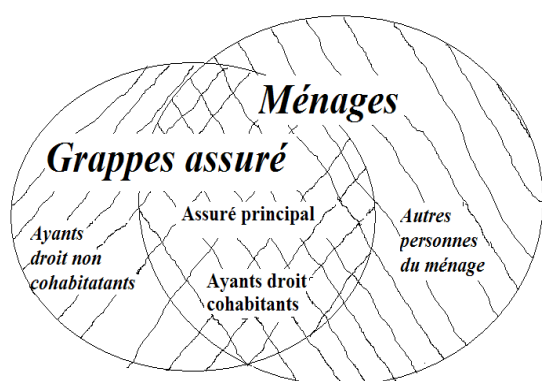 Ménages
Grappes assuré
Assuré principal
Ayants
droit non
cohabitatants
Autres
personnes
du ménage
Ayants droit
cohabitants